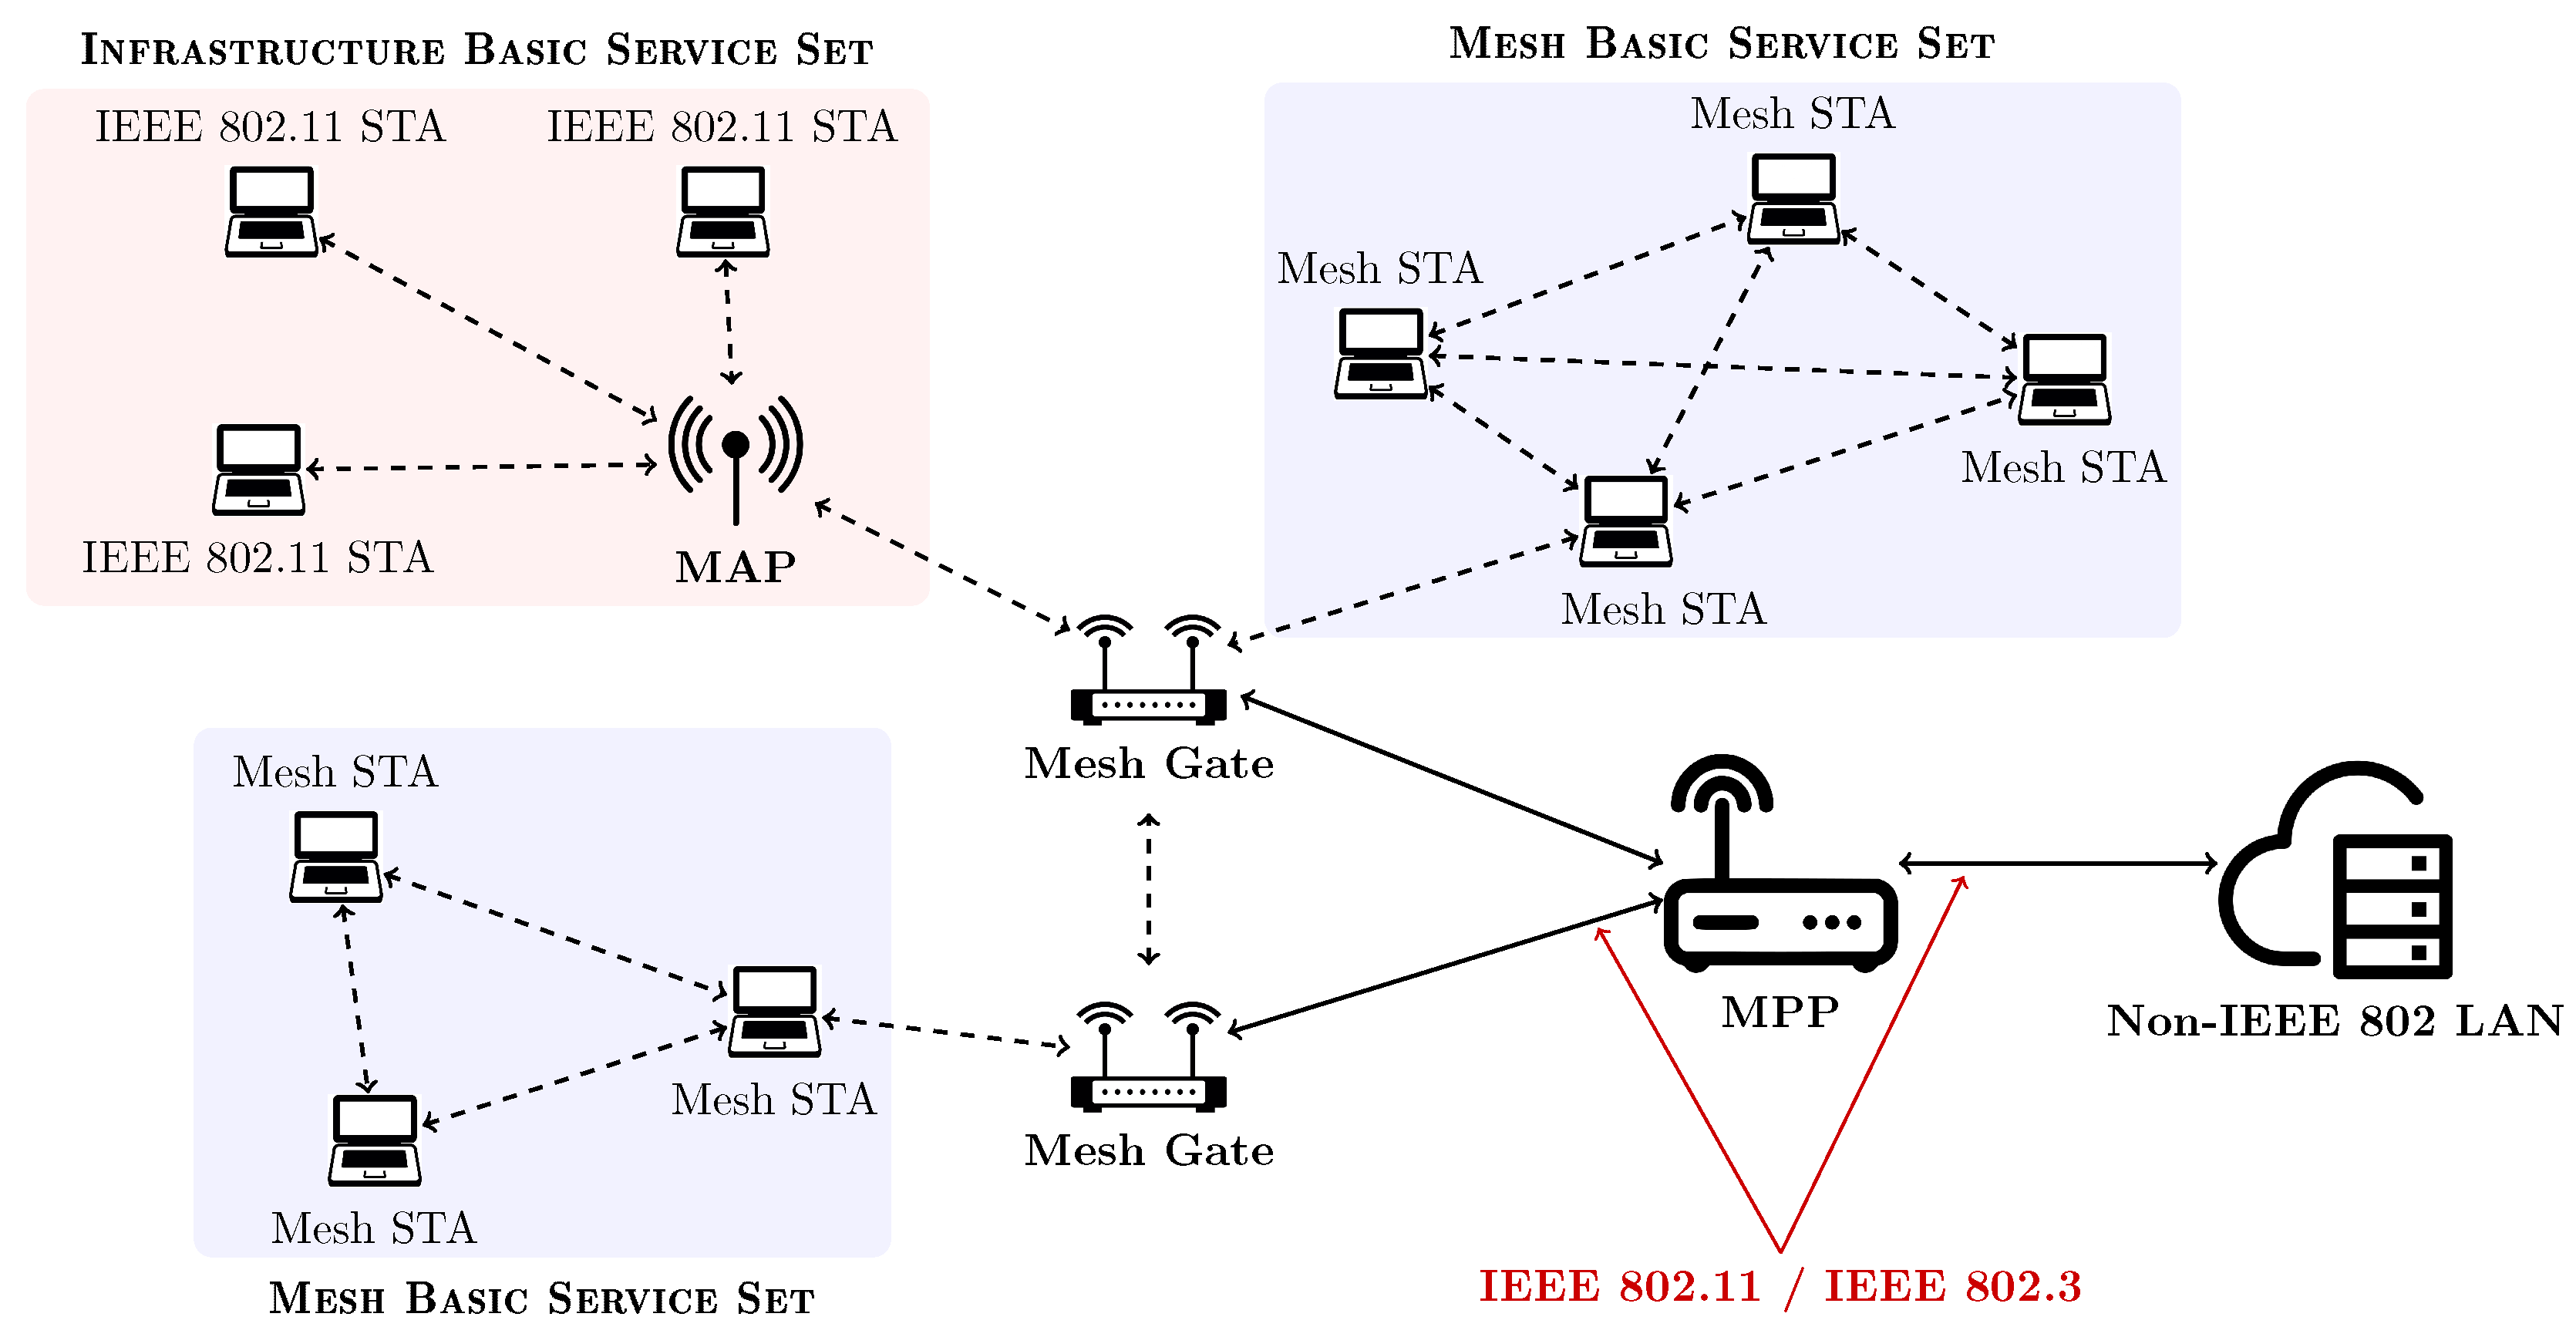 INFRASTRUCTURE BASIC SERVICE SET
IEEE 802.11 STA
IEEE 802.11 STA
IEEE 802.11 STA
MAP
MESH BASIC SERVICE SET
Mesh STA
Mesh STA
Mesh STA
Mesh STA
Mesh Gate
Mesh STA
Mesh STA
Mesh STA
MESH BASIC SERVICE SET
Mesh Gate
MPP
Non-IEEE 802 LAN
IEEE 802.11 / IEEE 802.3